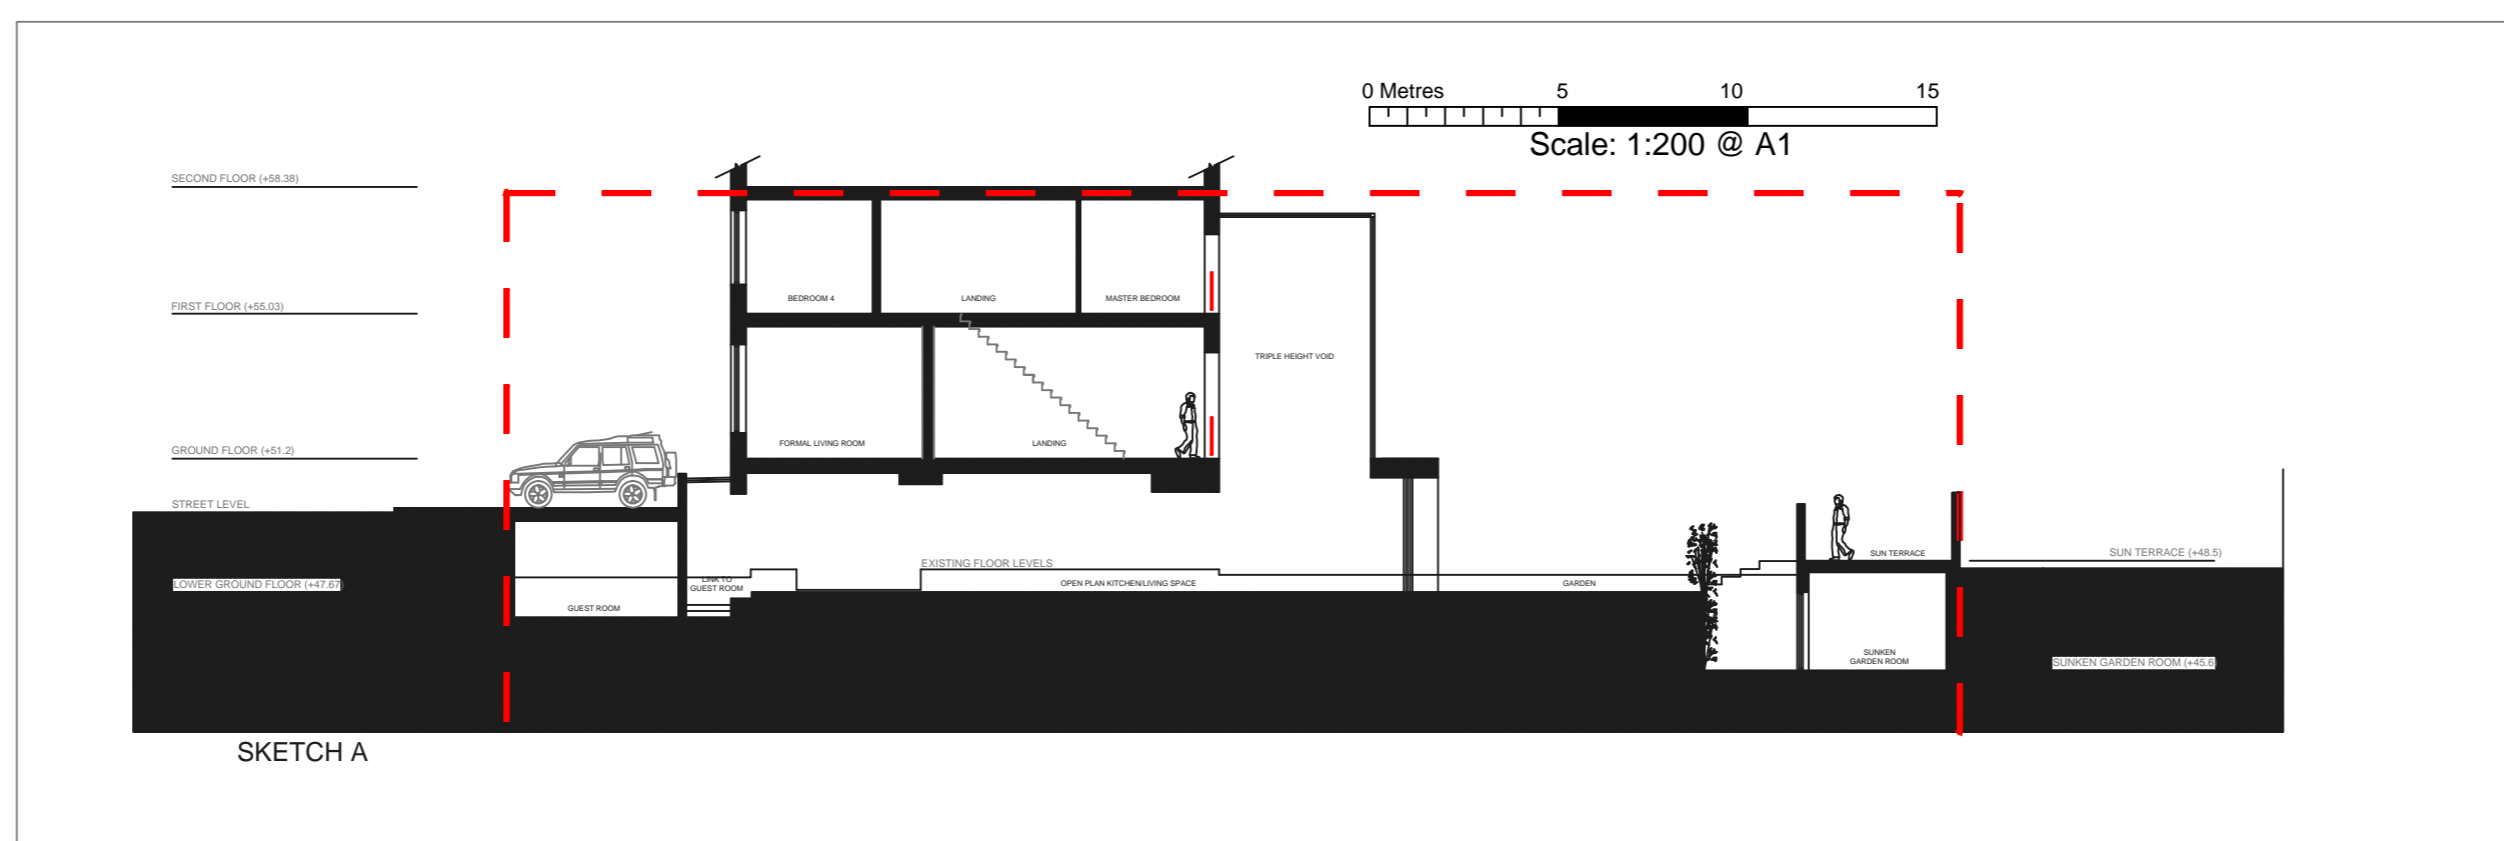 0 Metres 5 10 15
Scale: 1:200 @ A1
SECOND FLOOR (+58.38)
BEDROOM 4
LANDING
MASTER BEDROOM
FIRST FLOOR (+55.03)
TRIPLE HEIGHT VOID
FORMAL LIVING ROOM
LANDING
GROUND FLOOR (+51.2)
STREET LEVEL
EXISTING FLOOR LEVELS
SUN TERRACE
SUN TERRACE (+48.5)
LOWER GROUND FLOOR (+47.67)
LINK TO
GUEST ROOM
OPEN PLAN KITCHEN/LIVING SPACE
GARDEN
GUEST ROOM
SUNKEN
GARDEN ROOM
SUNKEN GARDEN ROOM (+45.6)
SKETCH A